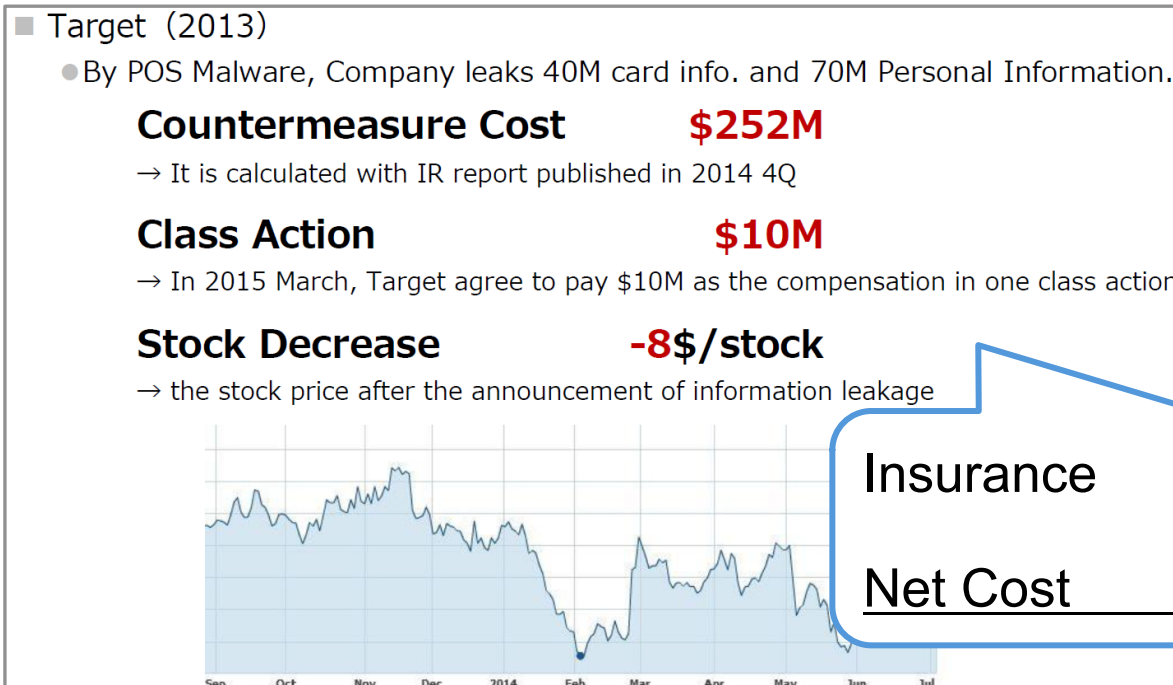 Target（2013）
By POS Malware, Company leaks 40M card info. and 70M Personal Information.
Countermeasure Cost $252M
→ It is calculated with IR report published in 2014 4Q
Class Action $10M
→ In 2015 March, Target agree to pay $10M as the compensation in one class action
Stock Decrease -8$/stock
→ the stock price after the announcement of information leakage
Insurance
Net Cost
Sep Oct Nov Dec 2014 Feb Mar Apr May Jun Jul